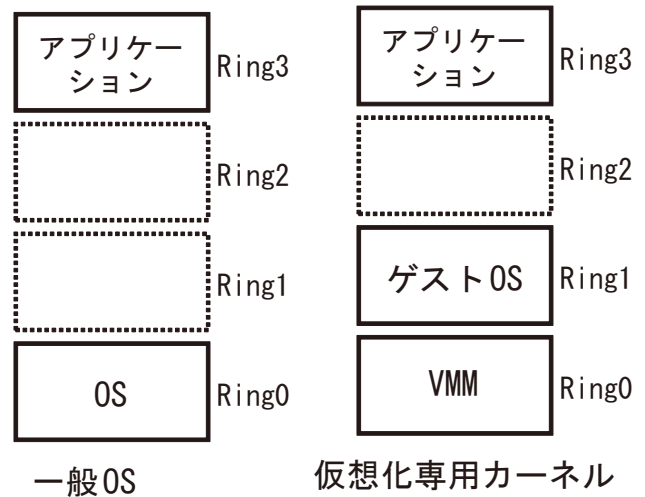 アプリケー
ション
Ring3
Ring2
Ring1
OS
Ring0
一般OS
アプリケー
ション
Ring3
Ring2
ゲストOS
Ring1
VMM
Ring0
仮想化専用カーネル